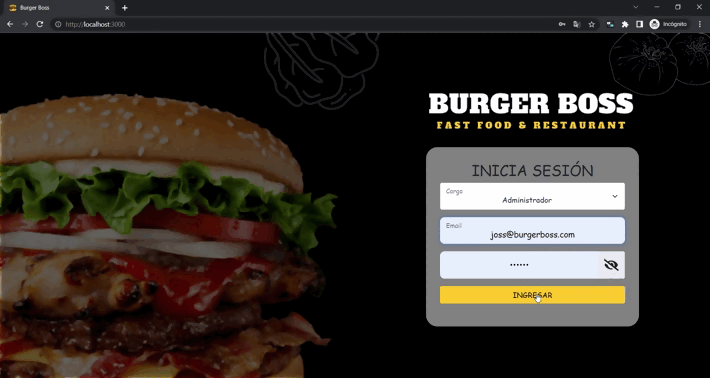 Burger Boss
http://localhost:3000
Incógnito
BURGER BOSS
FAST FOOD & RESTAURANT
INICIA SESIÓN
Cargo
Administrador
Email
joss@burgerboss.com
••••••
INGRESAR